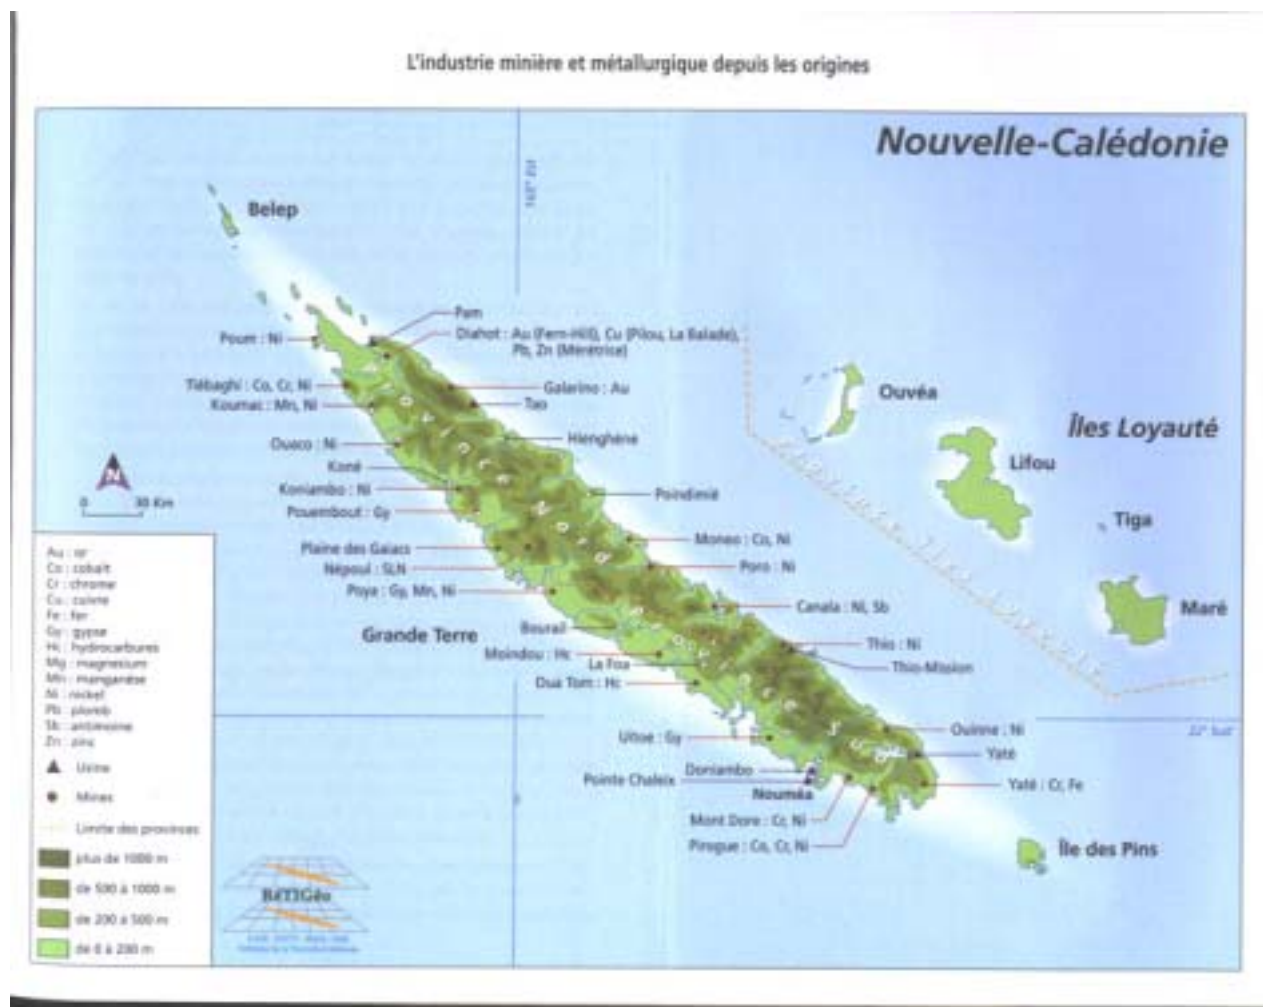 L'industrie minière et métallurgique depuis les origines
Nouvelle-Calédonie
Belep
Pam
Poum : Ni
Diahot : Au (Fern-Hill), Cu (Pilou, La Balade),
Pb, Zn (Mérétrice)
Tiébaghi : Co, Cr, Ni
Galarino : Au
Koumac : Mn, Ni
Tao
Ouvéa
Îles Loyauté
Ouaco : Ni
Hienghène
Lifou
Koné
Koniambo : Ni
Poindimié
Pouembout : Gy
Tiga
Plaine des Gaiacs
Moneo : Co, Ni
Népoui : SLN
Poro : Ni
Poya : Gy, Mn, Ni
Canala : Ni, Sb
Maré
Grande Terre
Bourail
Thio : Ni
Moindou : Hc
Thio-Mission
La Foa
Oua Tom : Hc
Ouinne : Ni
22° Sud
Uitoé : Gy
Yaté
Doniambo
Pointe Chaleix
Yaté : Cr, Fe
Nouméa
Mont Dore : Cr, Ni
Pirogue : Co, Cr, Ni
Île des Pins
N
0 30 Km
Au : or
Co : cobalt
Cr : chrome
Cu : cuivre
Fe : fer
Gy : gypse
Hc : hydrocarbures
Mg : magnesium
Mn : manganèse
Ni : nickel
Pb : plomb
Sb : antimoine
Zn : zinc
Usine
Mines
Limite des provinces
plus de 1000 m
de 500 à 1000 m
de 200 à 500 m
de 0 à 200 m
BéTIGéo